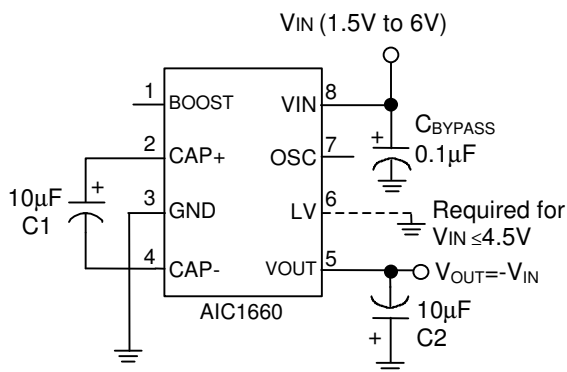 VIN (1.5V to 6V)
1
BOOST
VIN
8
CBYPASS
0.1µF
+
2
CAP+
OSC
7
10µF
C1
+
3
GND
LV
6
Required for
VIN ≤4.5V
4
CAP-
VOUT
5
VOUT=-VIN
AIC1660
10µF
C2
+